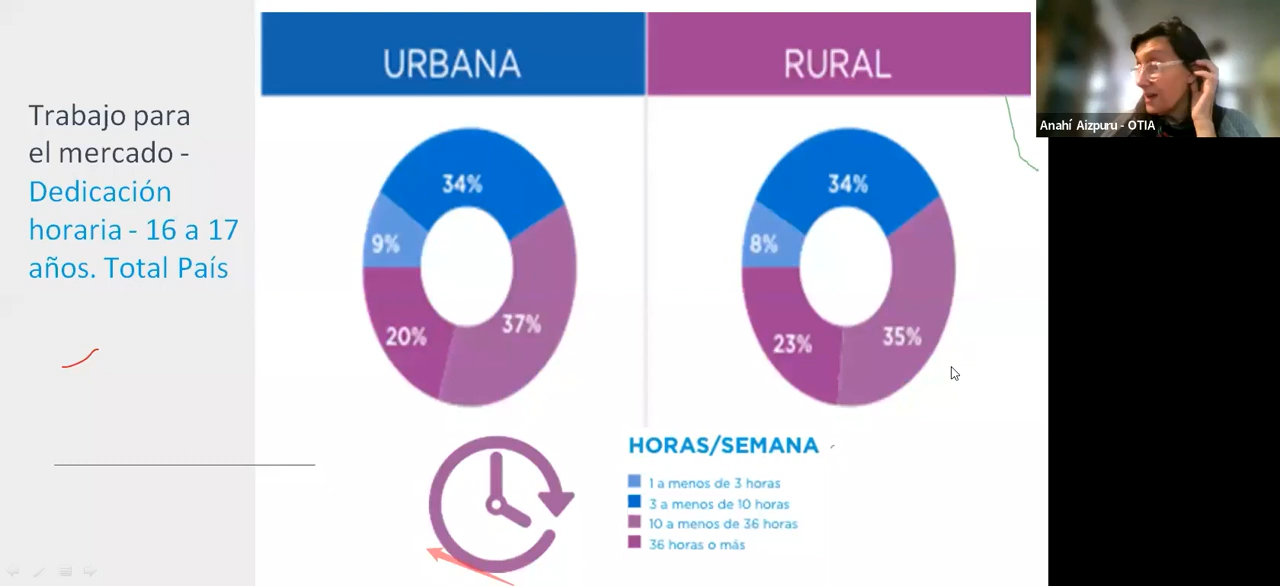 Trabajo para
el mercado -
Dedicación
horaria - 16 a 17
años. Total País
URBANA
34%
9%
37%
20%
RURAL
34%
8%
35%
23%
HORAS/SEMANA
1 a menos de 3 horas
3 a menos de 10 horas
10 a menos de 36 horas
36 horas o más
Anahí Aizpuru - OTIA